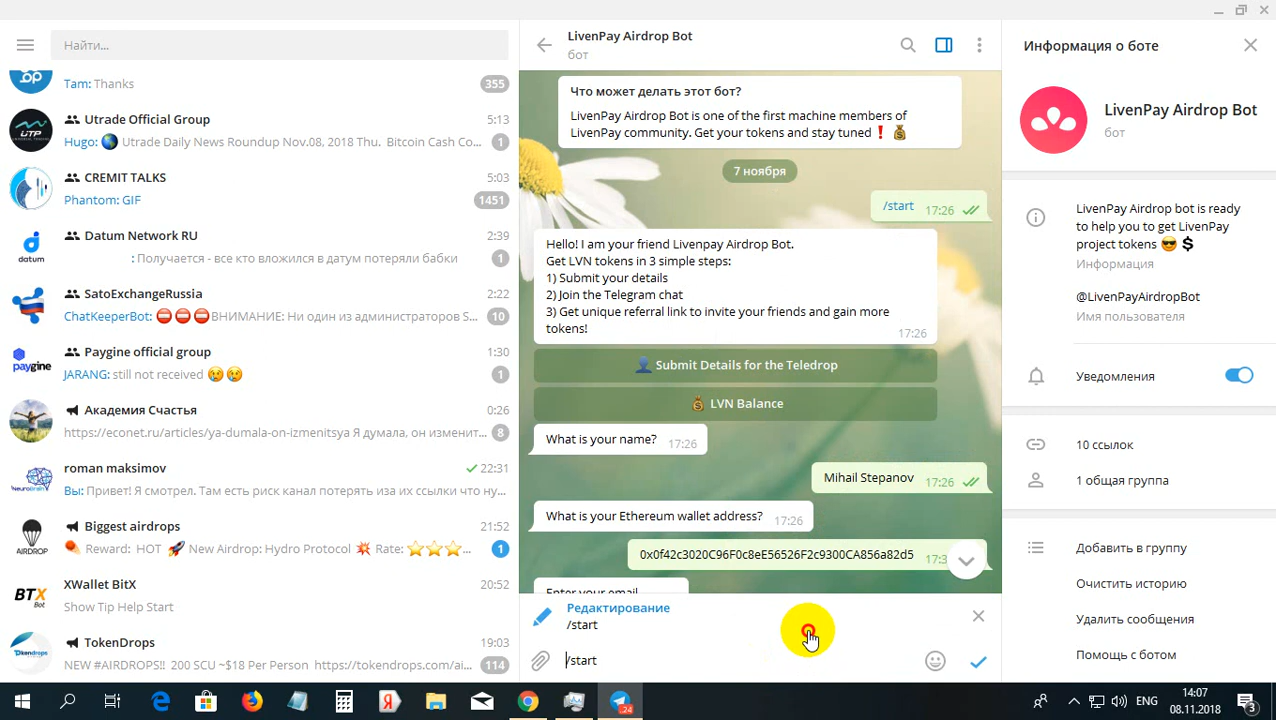 Найти...
Tam: Thanks
355
Utrade Official Group
5:13
Hugo: Utrade Daily News Roundup Nov.08, 2018 Thu. Bitcoin Cash Co...
1
CREMIT TALKS
5:03
Phantom: GIF
1451
Datum Network RU
2:39
: Получается - все кто вложился в датум потеряли бабки
1
SatoExchangeRussia
2:22
ChatKeeperBot: ВНИМАНИЕ: Ни один из администраторов S...
10
Paygine official group
1:30
JARANG: still not received
1
Академия Счастья
0:26
https://econet.ru/articles/ya-dumala-on-izmenitsya Я думала, он изменит...
8
roman maksimov
22:31
Вы: Привет! Я смотрел. Там есть риск канал потерять иза их ссылки что ну...
Biggest airdrops
21:52
Reward: HOT New Airdrop: Hydro Protocol Rate:
1
XWallet BitX
20:52
Show Tip Help Start
TokenDrops
19:03
NEW #AIRDROPS!! 200 SCU ~$18 Per Person https://tokendrops.com/ai...
114
LivenPay Airdrop Bot
бот
Что может делать этот бот?
LivenPay Airdrop Bot is one of the first machine members of
LivenPay community. Get your tokens and stay tuned❗
7 ноября
/start 17:26
Hello! I am your friend Livenpay Airdrop Bot.
Get LVN tokens in 3 simple steps:
1) Submit your details
2) Join the Telegram chat
3) Get unique referral link to invite your friends and gain more
tokens! 17:26
Submit Details for the Teledrop
LVN Balance
What is your name? 17:26
Mihail Stepanov 17:26
What is your Ethereum wallet address? 17:26
0x0f42c3020C96F0c8eE56526F2c9300CA856a82d5
Enter your email
Редактирование
/start
/start
Информация о боте
LivenPay Airdrop Bot
бот
LivenPay Airdrop bot is ready
to help you to get LivenPay
project tokens
Информация
@LivenPayAirdropBot
Имя пользователя
Уведомления
10 ссылок
1 общая группа
Добавить в группу
Очистить историю
Удалить сообщения
Помощь с ботом
ENG
14:07
08.11.2018
3
24